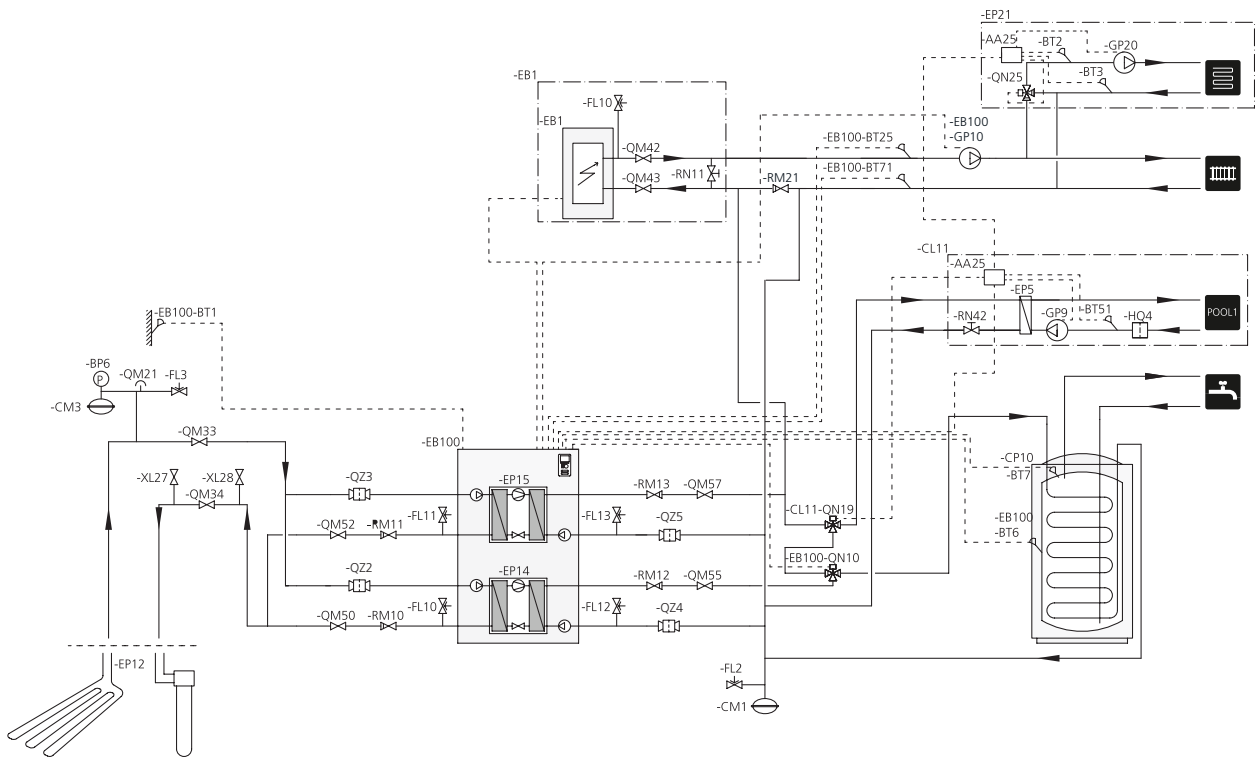 -EP21
-AA25
-BT2
-GP20
-BT3
-QN25
-EB1
-FL10
-EB1
-QM42
-QM43
-RN11
-RM21
-EB100-BT25
-EB100
-GP10
-EB100-BT71
-CL11
-AA25
-EP5
-RN42
-GP9
-BT51
-HQ4
POOL1
-EB100-BT1
-BP6
P
-QM21
-FL3
-CM3
-QM33
-XL27
-XL28
-QM34
-EB100
-QZ3
-EP15
-RM13
-QM57
-QM52
-RM11
-FL11
-FL13
-QZ5
-CL11-QN19
-CP10
-BT7
-EB100
-BT6
-QZ2
-EP14
-RM12
-QM55
-EB100-QN10
-QM50
-RM10
-FL10
-FL12
-QZ4
-EP12
-FL2
-CM1